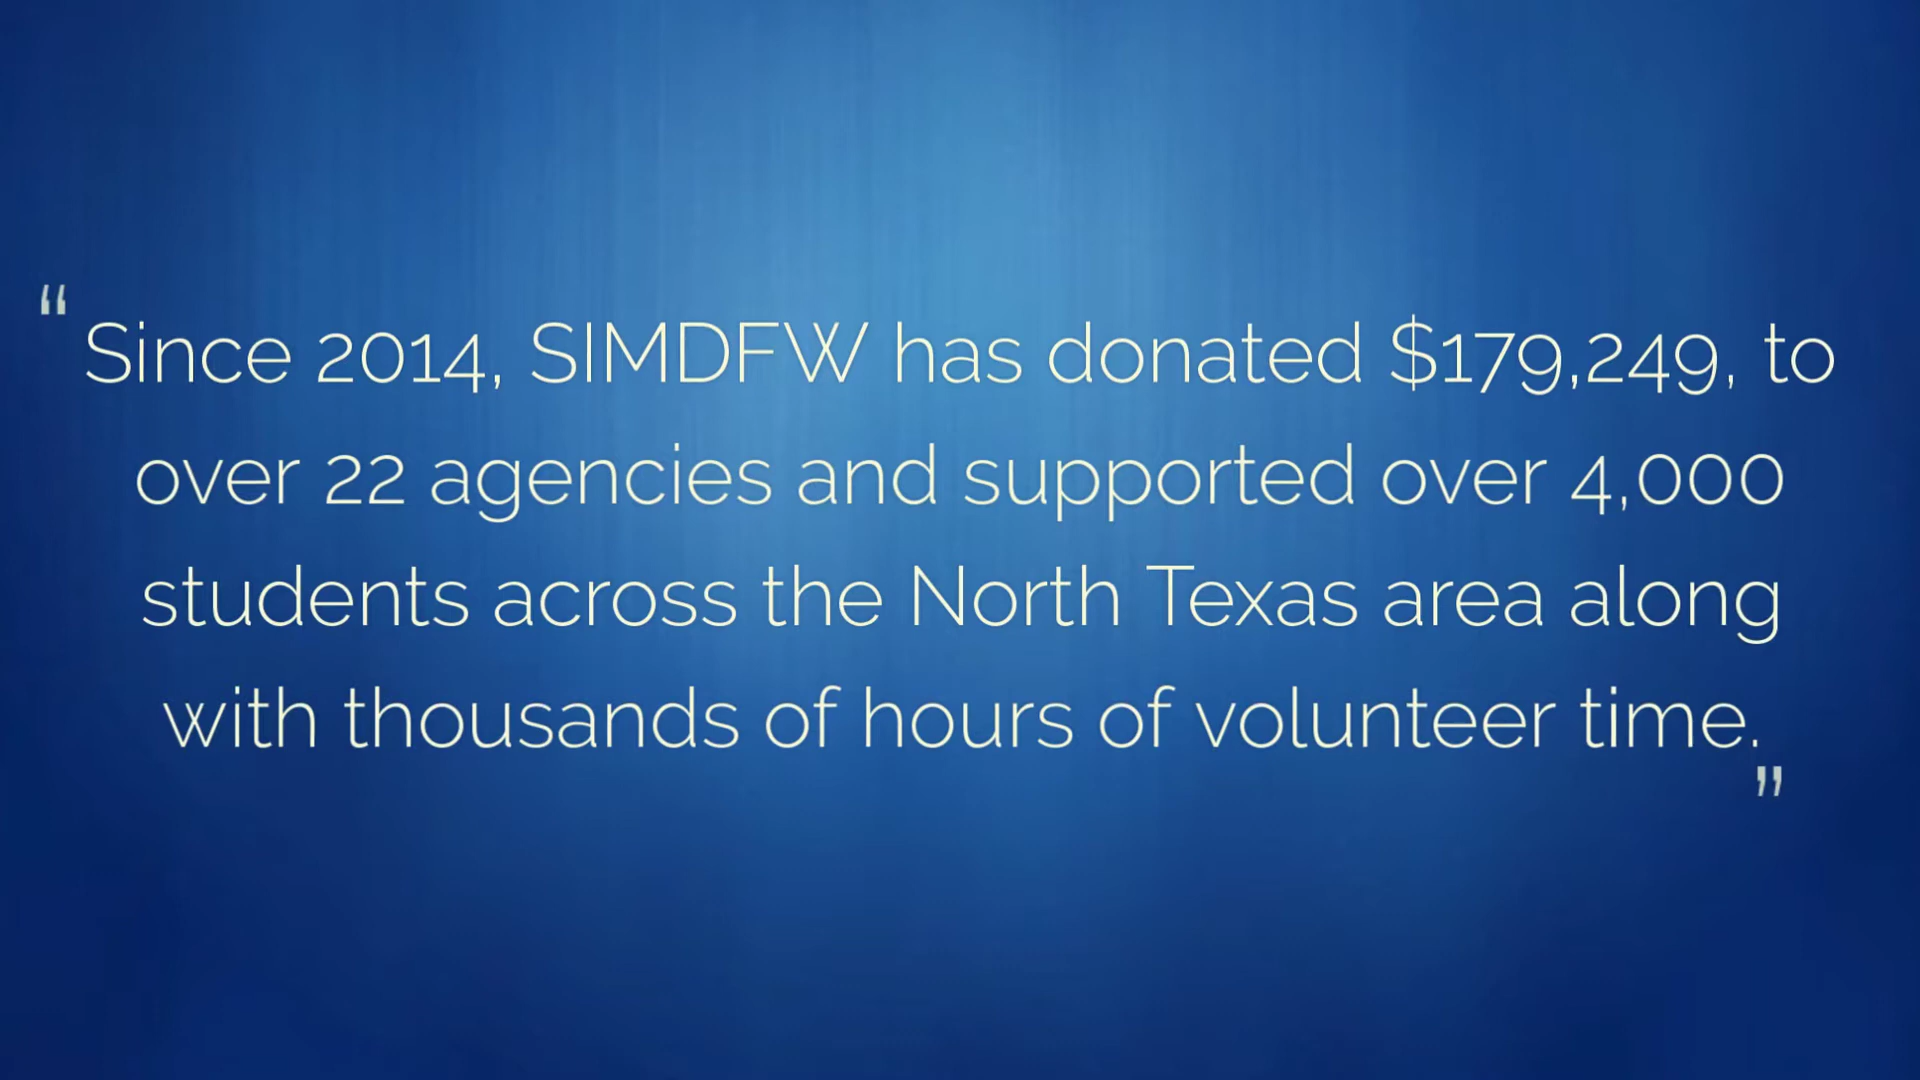 “Since 2014, SIMDFW has donated $179,249, to
over 22 agencies and supported over 4,000
students across the North Texas area along
with thousands of hours of volunteer time.”